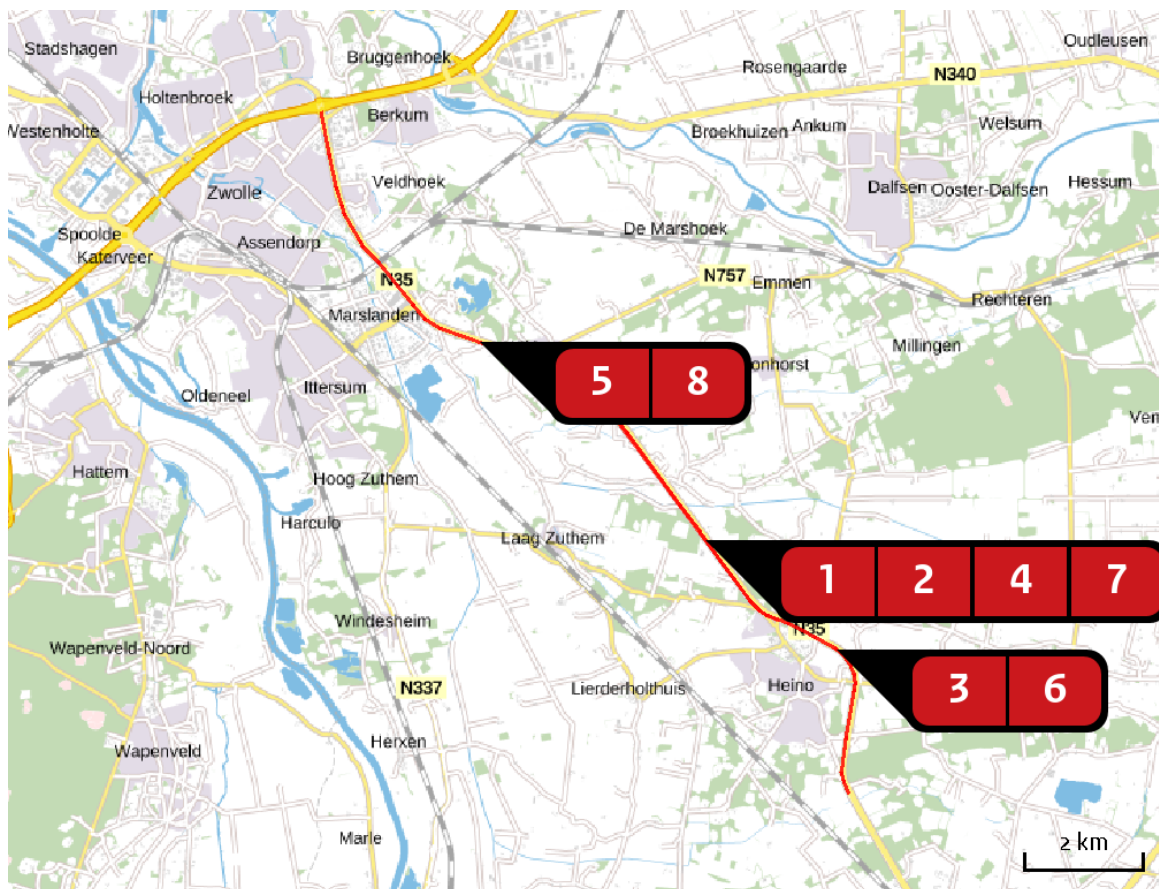 Stadshagen
Bruggenhoek
Oudleusen
Rosengaarde
N340
Holtenbroek
Berkum
Westenholte
Broekhuizen
Ankum
Welsum
Zwolle
Veldhoek
Dalfsen
Ooster-Dalfsen
Hessum
Spoolde
Assendorp
De Marshoek
Katerveer
N35
N757
Emmen
Rechteren
Marslanden
Millingen
5 8
onhorst
Ittersum
Oldeneel
Ven
Hattem
Hoog Zuthem
Harculo
Laag Zuthem
1 2 4 7
Windesheim
N35
Wapenveld-Noord
N337
Lierderholthuis
Heino
3 6
Herxen
Wapenveld
Marle
2 km